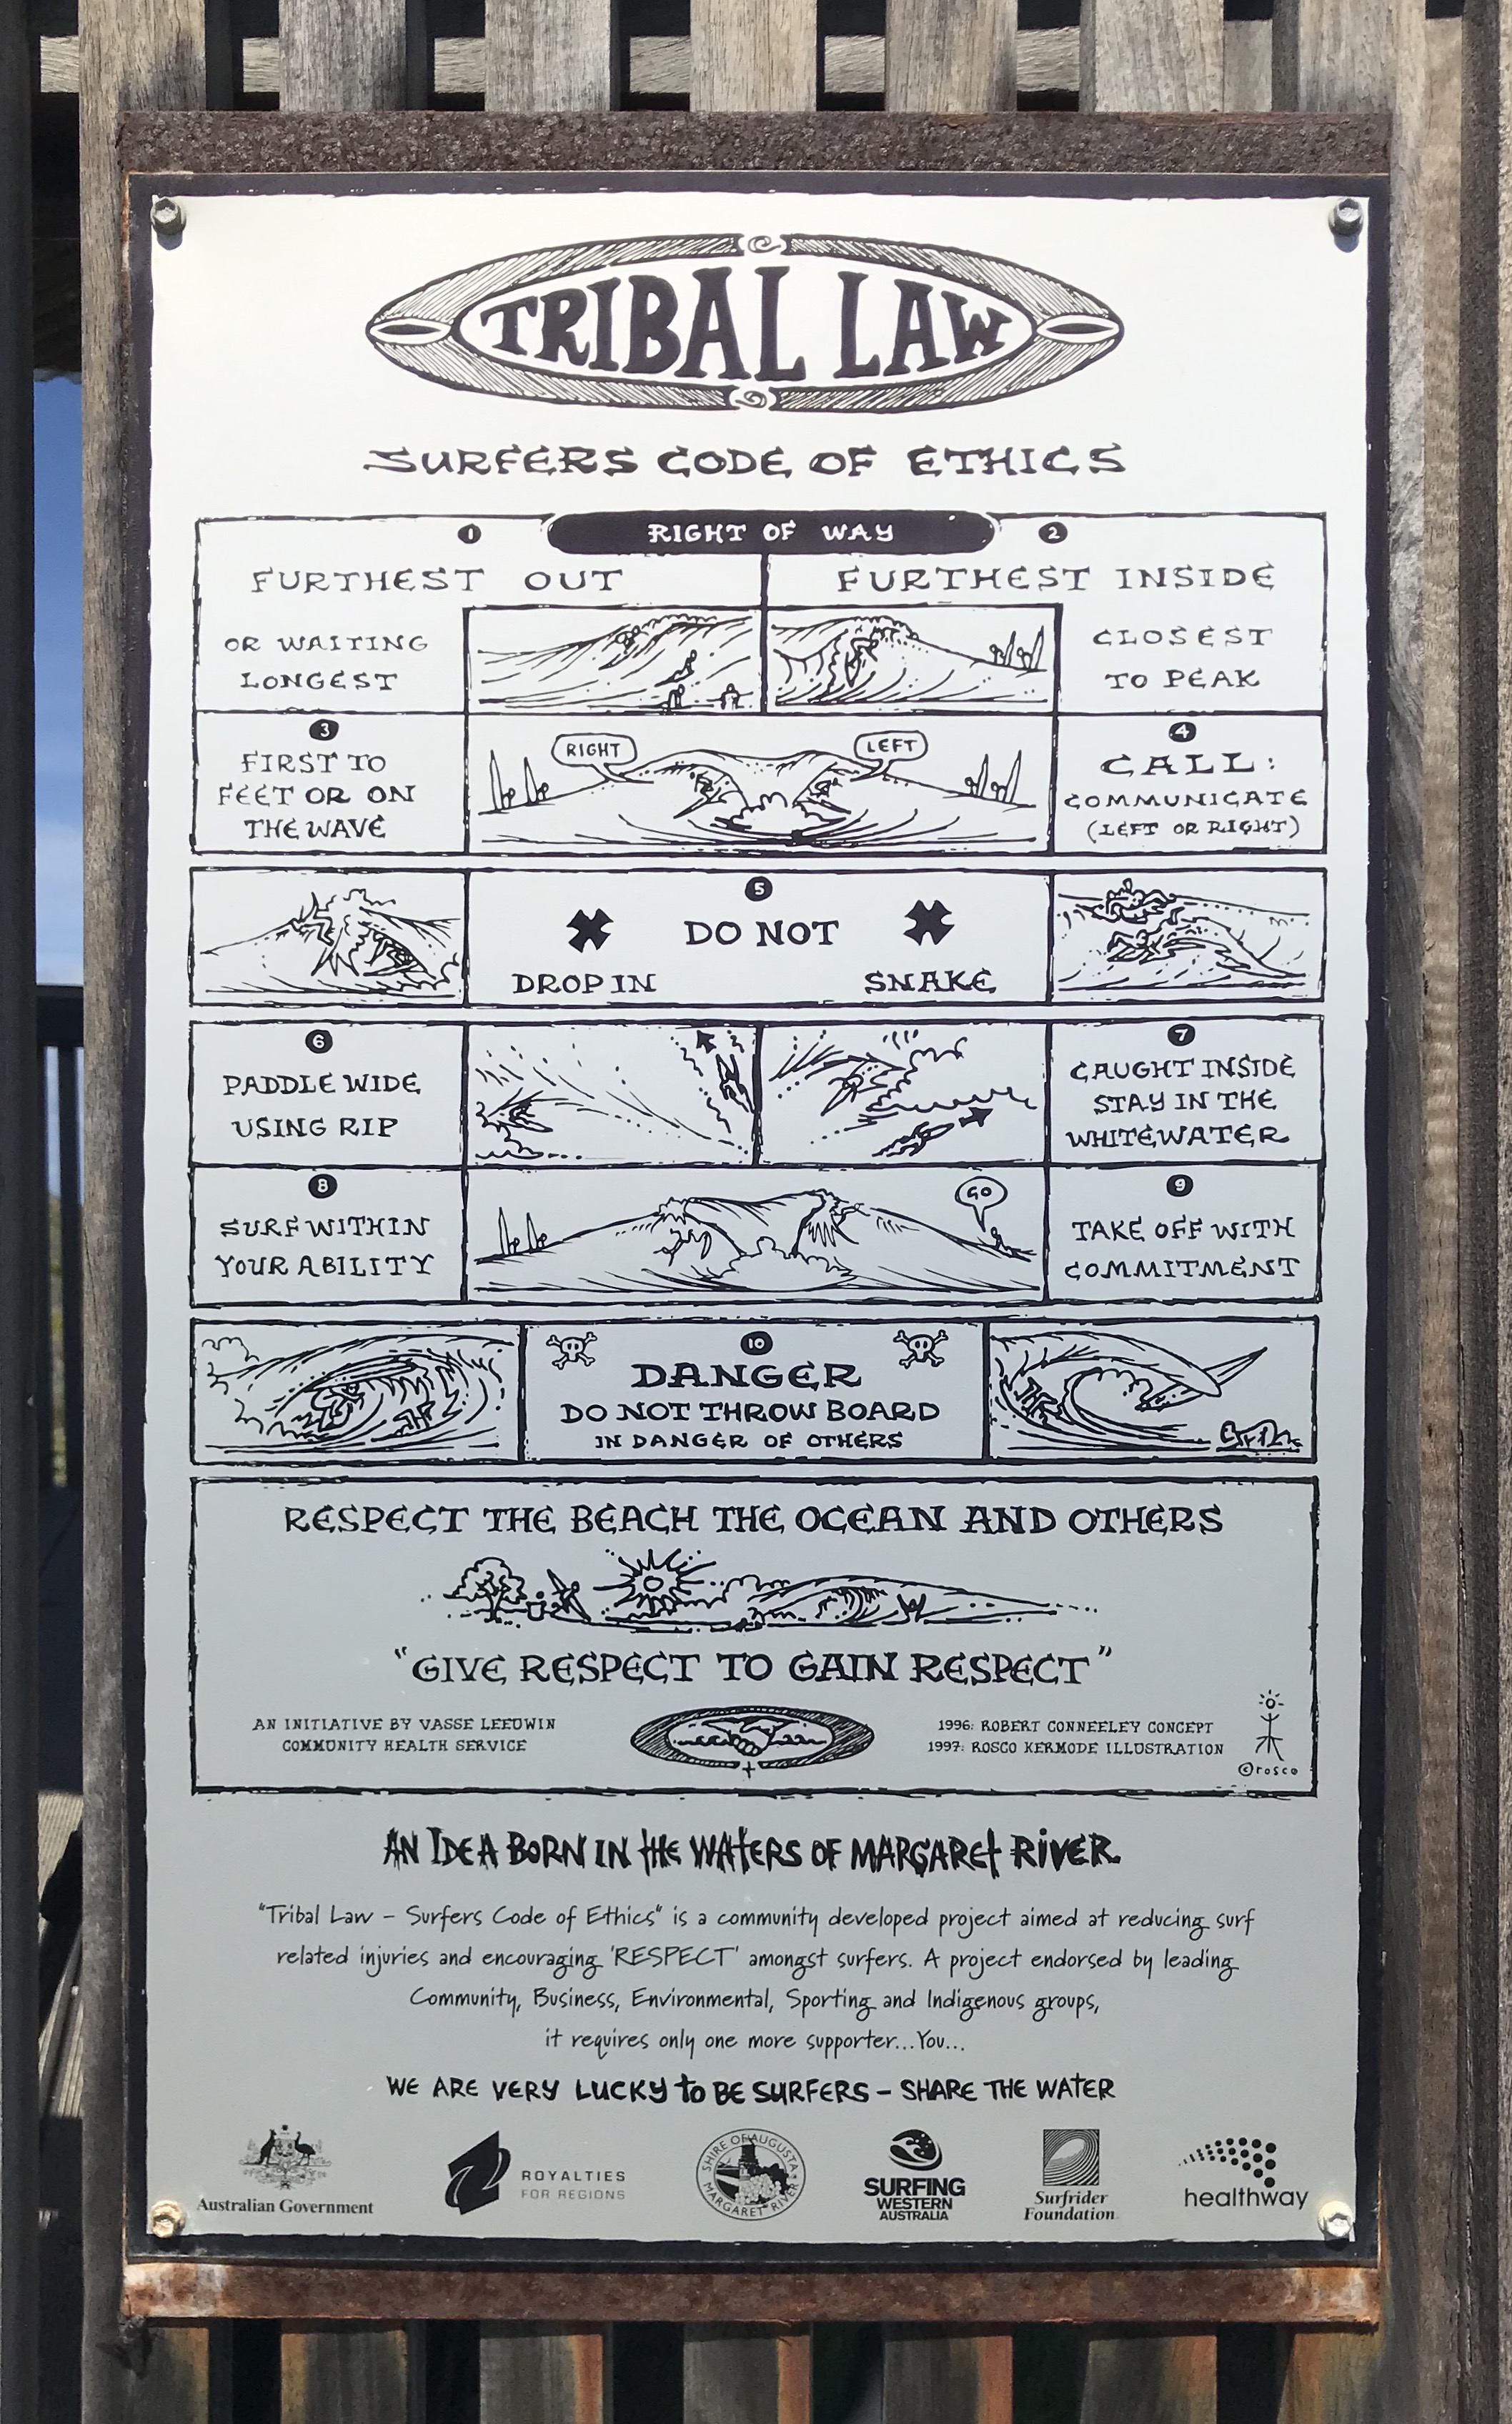 TRIBAL LAW
SURFERS CODE OF ETHICS
RIGHT OF WAY
1
FURTHEST OUT
OR WAITING
LONGEST
2
FURTHEST INSIDE
CLOSEST
TO PEAK
3
FIRST TO
FEET OR ON
THE WAVE
RIGHT
LEFT
4
CALL:
COMMUNICATE
(LEFT OR RIGHT)
5
DO NOT
DROP IN
SNAKE
6
PADDLE WIDE
USING RIP
7
CAUGHT INSIDE
STAY IN THE
WHITEWATER
8
SURF WITHIN
YOUR ABILITY
GO
9
TAKE OFF WITH
COMMITMENT
10
DANGER
DO NOT THROW BOARD
IN DANGER OF OTHERS
RESPECT THE BEACH THE OCEAN AND OTHERS
"GIVE RESPECT TO GAIN RESPECT"
AN INITIATIVE BY VASSE LEEUWIN
COMMUNITY HEALTH SERVICE
1996: ROBERT CONNEELEY CONCEPT
1997: ROSCO KERMODE ILLUSTRATION
©rosco
AN IDEA BORN IN tHE WAtERS OF MARGAREt RiVER
"Tribal Law – Surfers Code of Ethics" is a community developed project aimed at reducing surf
related injuries and encouraging 'RESPECT' amongst surfers. A project endorsed by leading
Community, Business, Environmental, Sporting and Indigenous groups,
it requires only one more supporter...You...
WE ARE VERY LUCKY to BE SURFERS – SHARE THE WATER
Australian Government
ROYALTIES
FOR REGIONS
SHIRE OF AUGUSTA
MARGARET RIVER
SURFING
WESTERN
AUSTRALIA
Surfrider
Foundation
healthway